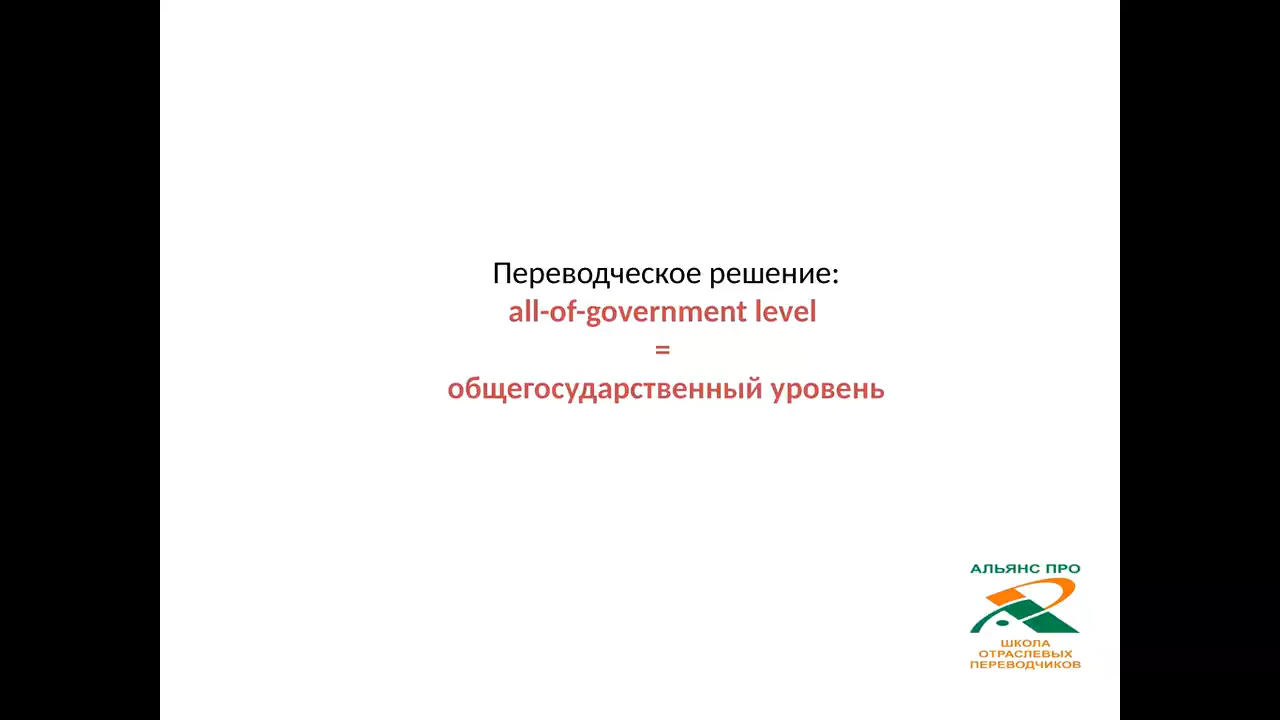 Переводческое решение:
all-of-government level
=
общегосударственный уровень
АЛЬЯНС ПРО
ШКОЛА
ОТРАСЛЕВЫХ
ПЕРЕВОДЧИКОВ